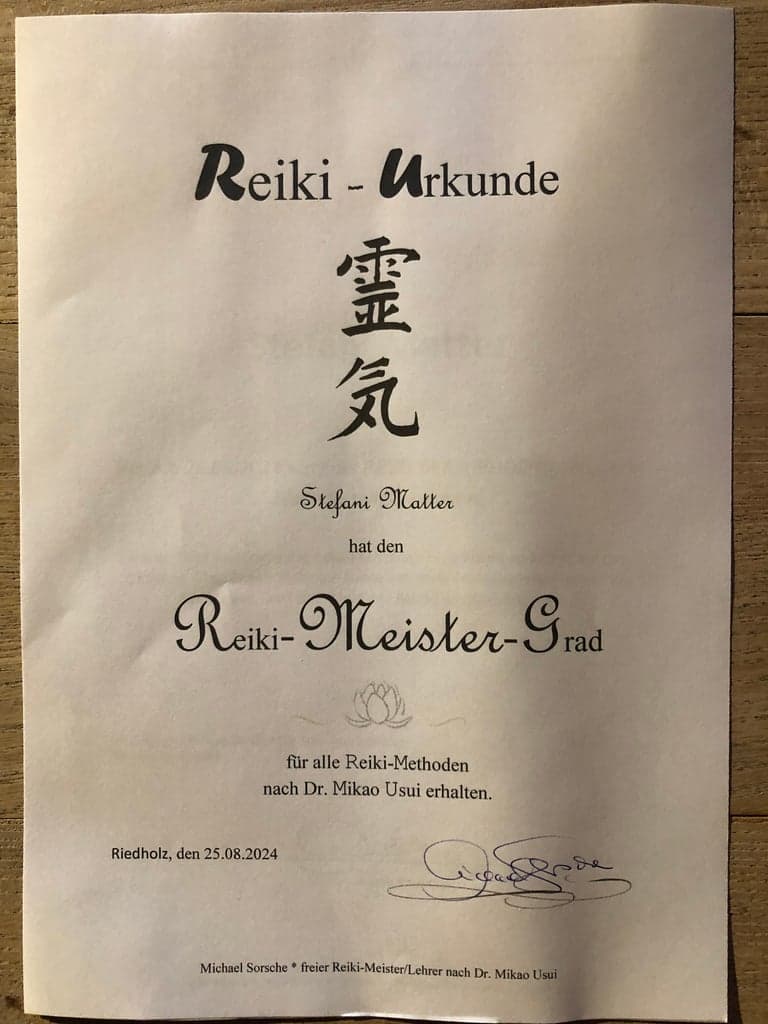 Reiki - Urkunde
霊
気
Stefani Matter
hat den
Reiki-Meister-Grad
für alle Reiki-Methoden
nach Dr. Mikao Usui erhalten.
Riedholz, den 25.08.2024
Michael Sorsche * freier Reiki-Meister/Lehrer nach Dr. Mikao Usui